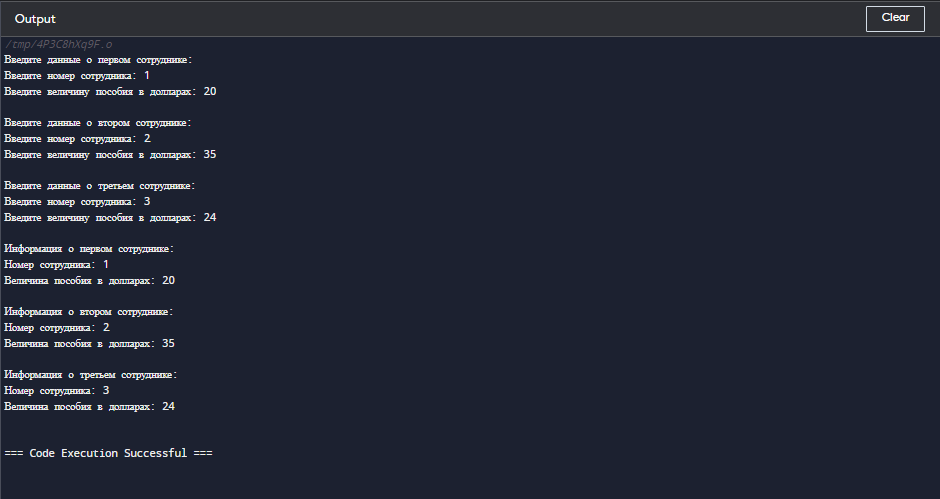 Output
Clear
/tmp/4P3C8hXq9F.o
Введите данные о первом сотруднике:
Введите номер сотрудника: 1
Введите величину пособия в долларах: 20
Введите данные о втором сотруднике:
Введите номер сотрудника: 2
Введите величину пособия в долларах: 35
Введите данные о третьем сотруднике:
Введите номер сотрудника: 3
Введите величину пособия в долларах: 24
Информация о первом сотруднике:
Номер сотрудника: 1
Величина пособия в долларах: 20
Информация о втором сотруднике:
Номер сотрудника: 2
Величина пособия в долларах: 35
Информация о третьем сотруднике:
Номер сотрудника: 3
Величина пособия в долларах: 24
=== Code Execution Successful ===